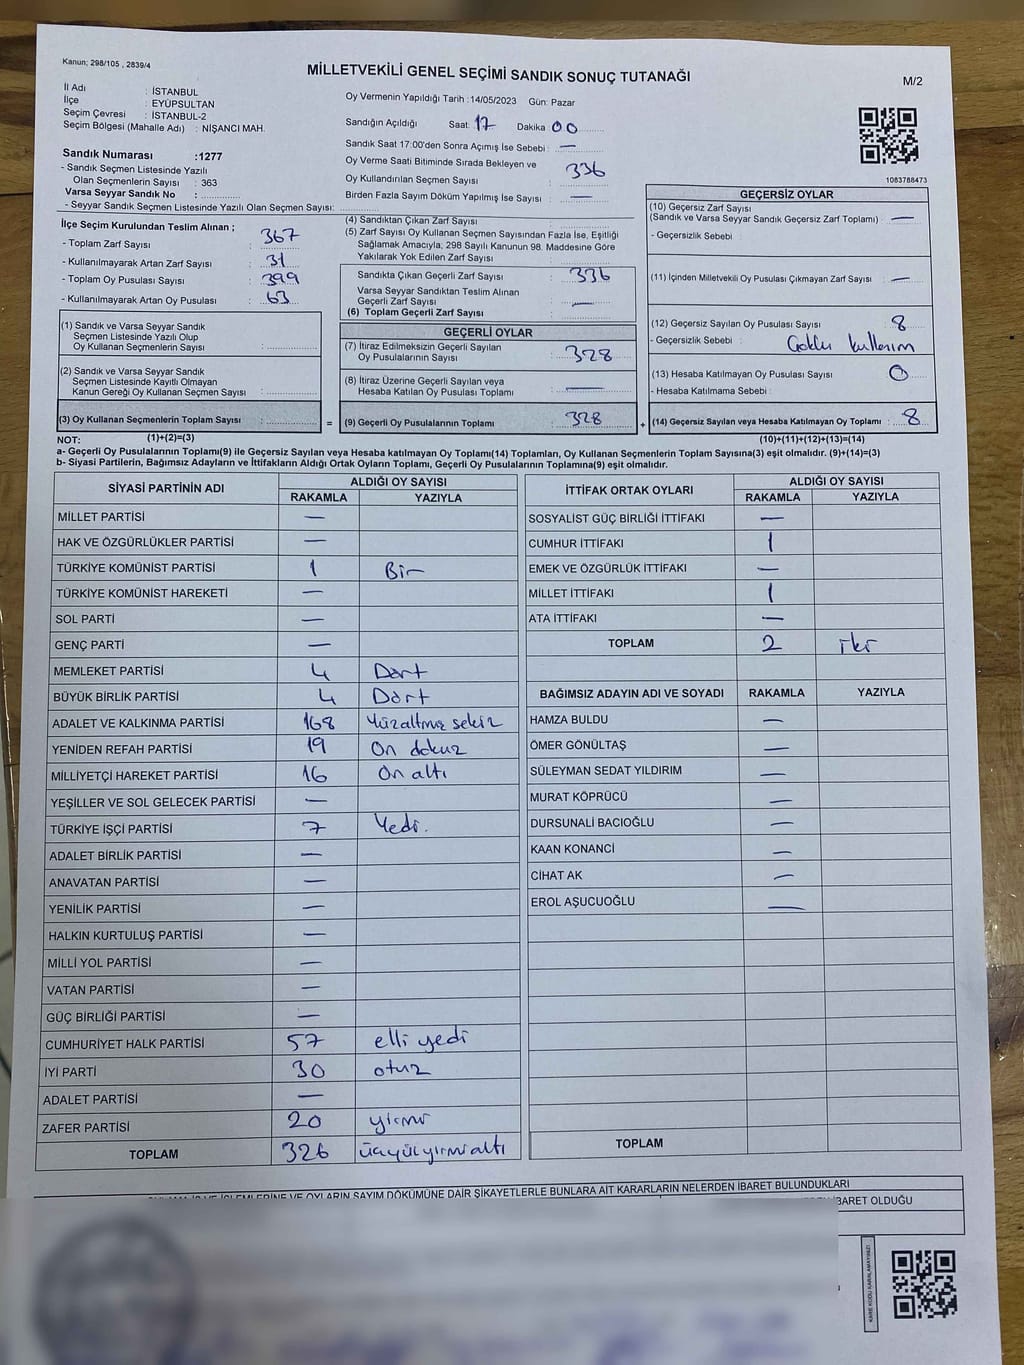 Kanun; 298/105 , 2839/4
MİLLETVEKİLİ GENEL SEÇİMİ SANDIK SONUÇ TUTANAĞI
M/2
İl Adı : İSTANBUL
İlçe : EYÜPSULTAN
Seçim Çevresi : İSTANBUL-2
Seçim Bölgesi (Mahalle Adı) : NİŞANCI MAH.
Sandık Numarası :1277
- Sandık Seçmen Listesinde Yazılı
Olan Seçmenlerin Sayısı : 363
Varsa Seyyar Sandık No :
- Seyyar Sandık Seçmen Listesinde Yazılı Olan Seçmen Sayısı:
Oy Vermenin Yapıldığı Tarih :14/05/2023 Gün: Pazar
Sandığın Açıldığı Saat: 17 Dakika 00
Sandık Saat 17:00'den Sonra Açımış İse Sebebi : —
Oy Verme Saati Bitiminde Sırada Bekleyen ve
Oy Kullandırılan Seçmen Sayısı : 336
Birden Fazla Sayım Döküm Yapılmış İse Sayısı : —
1083788473
İlçe Seçim Kurulundan Teslim Alınan ;
- Toplam Zarf Sayısı : 367
- Kullanılmayarak Artan Zarf Sayısı : 31
- Toplam Oy Pusulası Sayısı : 399
- Kullanılmayarak Artan Oy Pusulası : 63
(4) Sandıktan Çıkan Zarf Sayısı
(5) Zarf Sayısı Oy Kullanan Seçmen Sayısından Fazla İse, Eşitliği
Sağlamak Amacıyla; 298 Sayılı Kanunun 98. Maddesine Göre
Yakılarak Yok Edilen Zarf Sayısı :
Sandıkta Çıkan Geçerli Zarf Sayısı : 336
Varsa Seyyar Sandıktan Teslim Alınan
Geçerli Zarf Sayısı : —
(6) Toplam Geçerli Zarf Sayısı :
GEÇERSİZ OYLAR
(10) Geçersiz Zarf Sayısı
(Sandık ve Varsa Seyyar Sandık Geçersiz Zarf Toplamı) : —
- Geçersizlik Sebebi :
(11) İçinden Milletvekili Oy Pusulası Çıkmayan Zarf Sayısı : —
(12) Geçersiz Sayılan Oy Pusulası Sayısı : 8
- Geçersizlik Sebebi : Çoklu kullanım
(13) Hesaba Katılmayan Oy Pusulası Sayısı : 0
- Hesaba Katılmama Sebebi :
(14) Geçersiz Sayılan veya Hesaba Katılmayan Oy Toplamı : 8
(1) Sandık ve Varsa Seyyar Sandık
Seçmen Listesinde Yazılı Olup
Oy Kullanan Seçmenlerin Sayısı :
(2) Sandık ve Varsa Seyyar Sandık
Seçmen Listesinde Kayıtlı Olmayan
Kanun Gereği Oy Kullanan Seçmen Sayısı :
(3) Oy Kullanan Seçmenlerin Toplam Sayısı : =
GEÇERLİ OYLAR
(7) İtiraz Edilmeksizin Geçerli Sayılan
Oy Pusulalarının Sayısı : 328
(8) İtiraz Üzerine Geçerli Sayılan veya
Hesaba Katılan Oy Pusulası Toplamı : —
(9) Geçerli Oy Pusulalarının Toplamı : 328 +
NOT: (1)+(2)=(3) (10)+(11)+(12)+(13)=(14)
a- Geçerli Oy Pusulalarının Toplamı(9) ile Geçersiz Sayılan veya Hesaba katılmayan Oy Toplamı(14) Toplamları, Oy Kullanan Seçmenlerin Toplam Sayısına(3) eşit olmalıdır. (9)+(14)=(3)
b- Siyasi Partilerin, Bağımsız Adayların ve İttifakların Aldığı Ortak Oyların Toplamı, Geçerli Oy Pusulalarının Toplamına(9) eşit olmalıdır.
SİYASİ PARTİNİN ADI ALDIĞI OY SAYISI
RAKAMLA YAZIYLA
MİLLET PARTİSİ —
HAK VE ÖZGÜRLÜKLER PARTİSİ —
TÜRKİYE KOMÜNİST PARTİSİ 1 Bir
TÜRKİYE KOMÜNİST HAREKETİ —
SOL PARTİ —
GENÇ PARTİ —
MEMLEKET PARTİSİ 4 Dört
BÜYÜK BİRLİK PARTİSİ 4 Dört
ADALET VE KALKINMA PARTİSİ 168 Yüzaltmış sekiz
YENİDEN REFAH PARTİSİ 19 On dokuz
MİLLİYETÇİ HAREKET PARTİSİ 16 On altı
YEŞİLLER VE SOL GELECEK PARTİSİ —
TÜRKİYE İŞÇİ PARTİSİ 7 Yedi.
ADALET BİRLİK PARTİSİ —
ANAVATAN PARTİSİ —
YENİLİK PARTİSİ —
HALKIN KURTULUŞ PARTİSİ —
MİLLİ YOL PARTİSİ —
VATAN PARTİSİ —
GÜÇ BİRLİĞİ PARTİSİ —
CUMHURİYET HALK PARTİSİ 57 elli yedi
İYİ PARTİ 30 otuz
ADALET PARTİSİ —
ZAFER PARTİSİ 20 yirmi
TOPLAM 326 üçyüzyirmialtı
İTTİFAK ORTAK OYLARI ALDIĞI OY SAYISI
RAKAMLA YAZIYLA
SOSYALİST GÜÇ BİRLİĞİ İTTİFAKI —
CUMHUR İTTİFAKI 1
EMEK VE ÖZGÜRLÜK İTTİFAKI —
MİLLET İTTİFAKI 1
ATA İTTİFAKI —
TOPLAM 2 iki
BAĞIMSIZ ADAYIN ADI VE SOYADI RAKAMLA YAZIYLA
HAMZA BULDU —
ÖMER GÖNÜLTAŞ —
SÜLEYMAN SEDAT YILDIRIM —
MURAT KÖPRÜCÜ —
DURSUNALİ BACIOĞLU —
KAAN KONANCİ —
CİHAT AK —
EROL AŞUCUOĞLU —
TOPLAM
İŞLEMLERİNE VE OYLARIN SAYIM DÖKÜMÜNE DAİR ŞİKAYETLERLE BUNLARA AİT KARARLARIN NELERDEN İBARET BULUNDUKLARI
İBARET OLDUĞU
KARE KODU KARALAMAYINIZ!